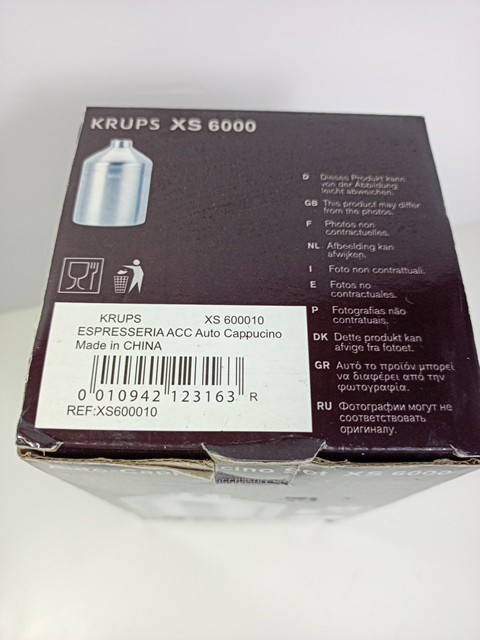 KRUPS XS 6000
D Dieses Produkt kann
von der Abbildung
leicht abweichen.
GB This product may differ
from the photos.
F Photos non
contractuelles.
NL Afbeelding kan
afwijken.
I Foto non contrattuali.
E Fotos no
contractuales.
P Fotografias não
contratuais.
DK Dette produkt kan
afvige fra fotoet.
GR Αυτό το προϊόν μπορεί
να διαφέρει από την
φωτογραφία.
RU Фотографии могут не
соответствовать
оригиналу.
KRUPS XS 600010
ESPRESSERIA ACC Auto Cappucino
Made in CHINA
0 010942 123163 R
REF:XS600010